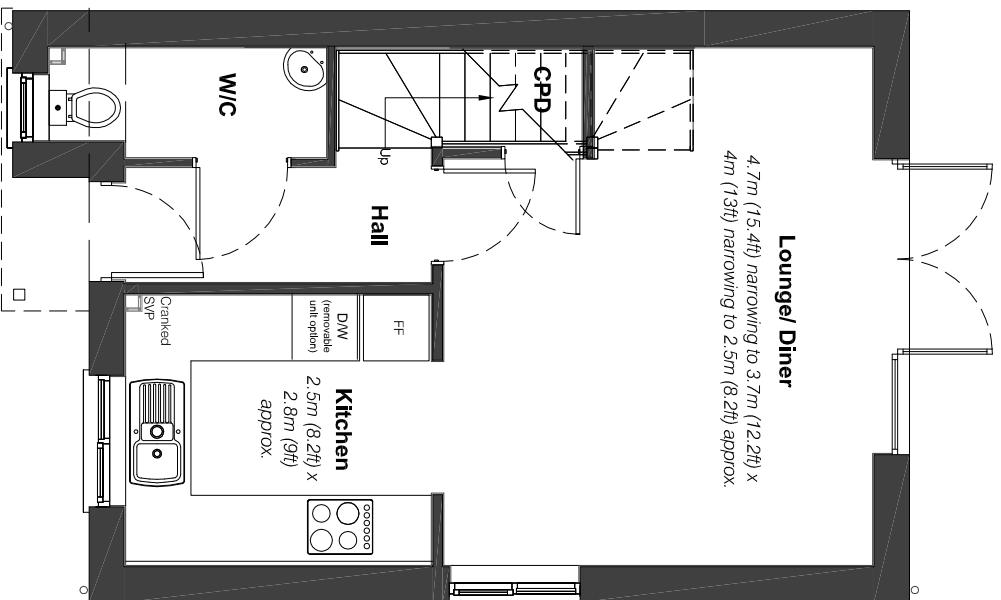 W/C
CPD
Up
Hall
Lounge/ Diner
4.7m (15.4ft) narrowing to 3.7m (12.2ft) x
4m (13ft) narrowing to 2.5m (8.2ft) approx.
Cranked
SVP
D/W
(removable
unit option)
FF
Kitchen
2.5m (8.2ft) x
2.8m (9ft)
approx.